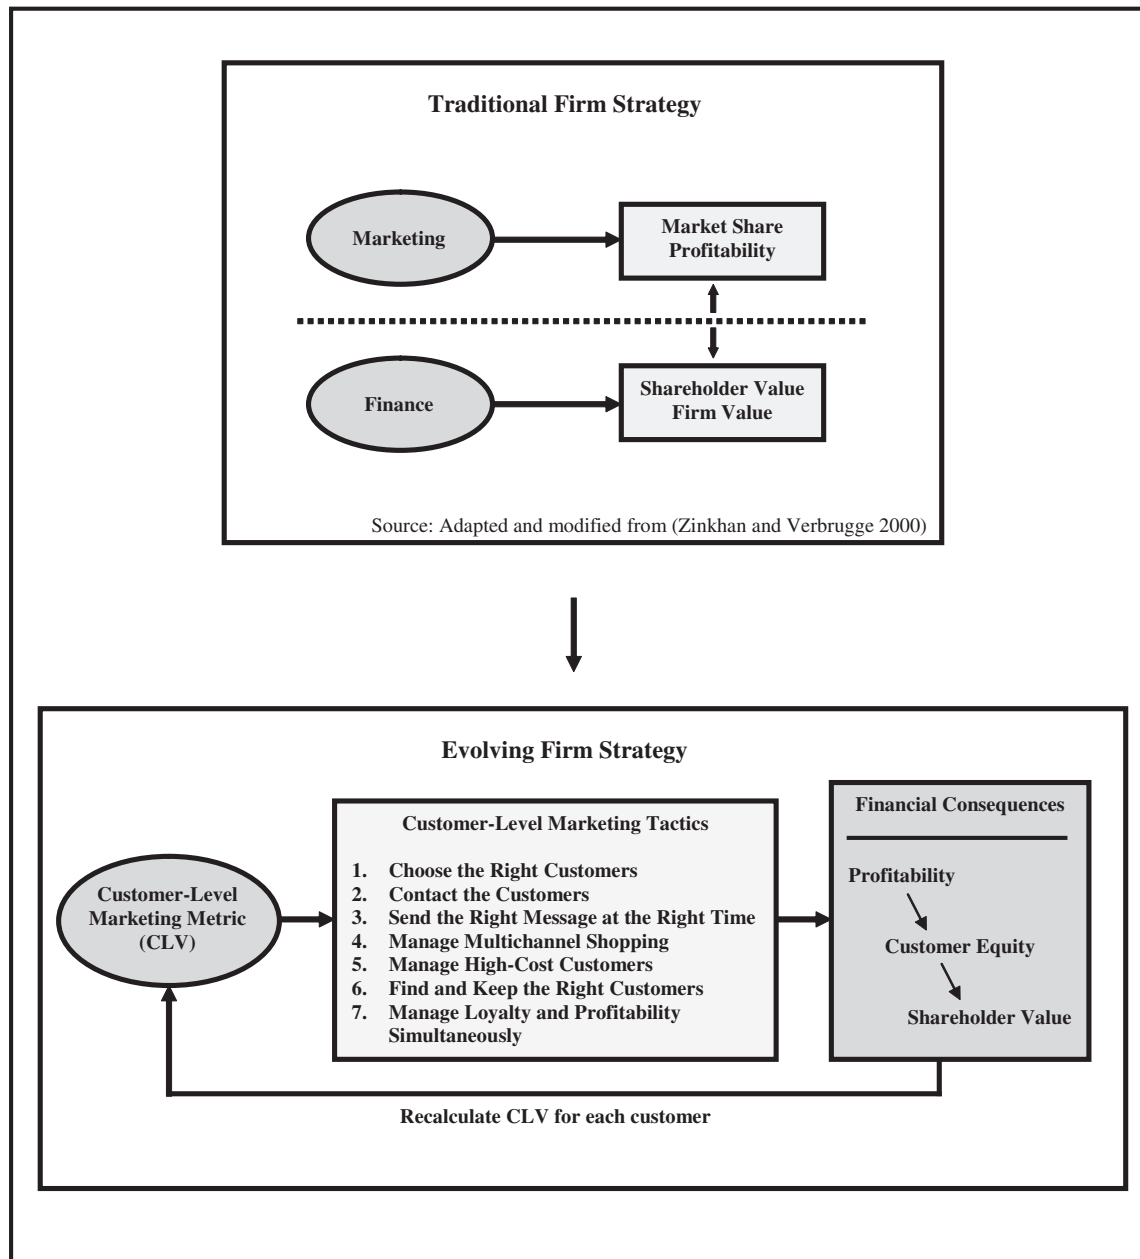 Traditional Firm Strategy
Marketing
Market Share
Profitability
Finance
Shareholder Value
Firm Value
Source: Adapted and modified from (Zinkhan and Verbrugge 2000)
Evolving Firm Strategy
Customer-Level
Marketing Metric
(CLV)
Customer-Level Marketing Tactics
1. Choose the Right Customers
2. Contact the Customers
3. Send the Right Message at the Right Time
4. Manage Multichannel Shopping
5. Manage High-Cost Customers
6. Find and Keep the Right Customers
7. Manage Loyalty and Profitability
Simultaneously
Financial Consequences
Profitability
Customer Equity
Shareholder Value
Recalculate CLV for each customer